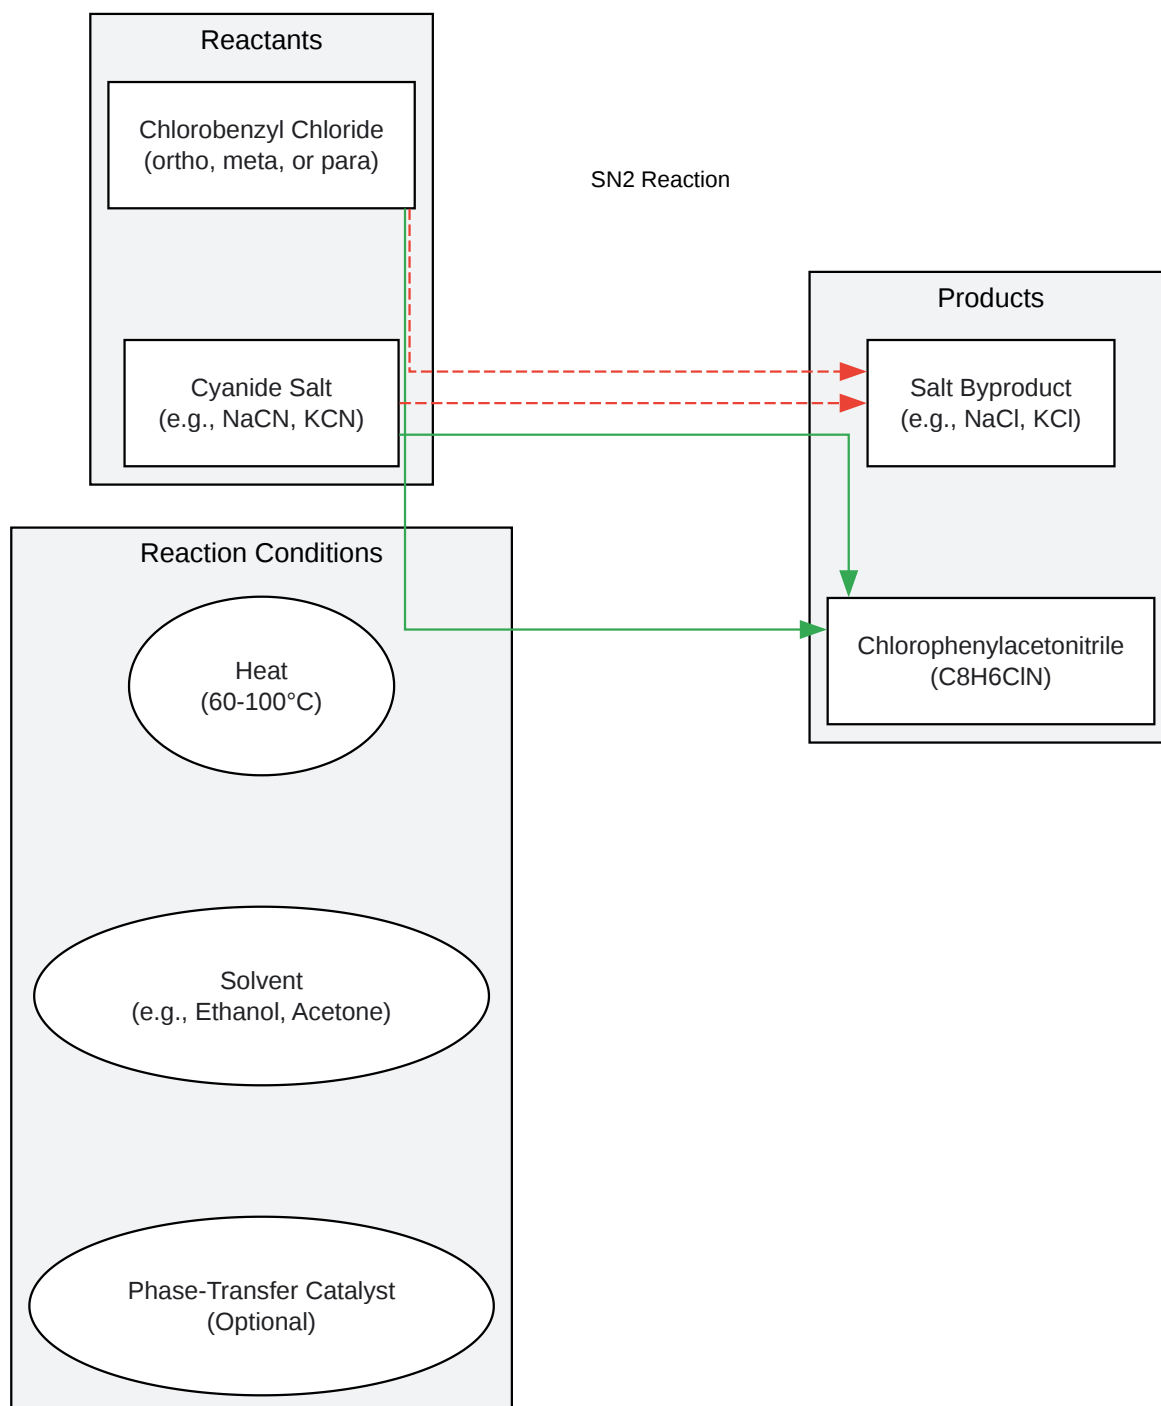 Reactants
Chlorobenzyl Chloride
(ortho, meta, or para)
SN2 Reaction
Products
Cyanide Salt
(e.g., NaCN, KCN)
Salt Byproduct
(e.g., NaCl, KCl)
Reaction Conditions
Heat
(60-100°C)
Chlorophenylacetonitrile
(C8H6ClN)
Solvent
(e.g., Ethanol, Acetone)
Phase-Transfer Catalyst
(Optional)